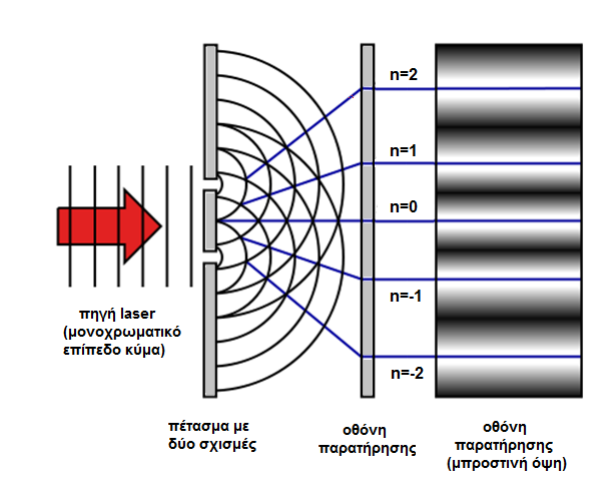 n=2
n=1
n=0
n=-1
n=-2
πηγή laser
(μονοχρωματικό
επίπεδο κύμα)
πέτασμα με
δύο σχισμές
οθόνη
παρατήρησης
οθόνη
παρατήρησης
(μπροστινή όψη)